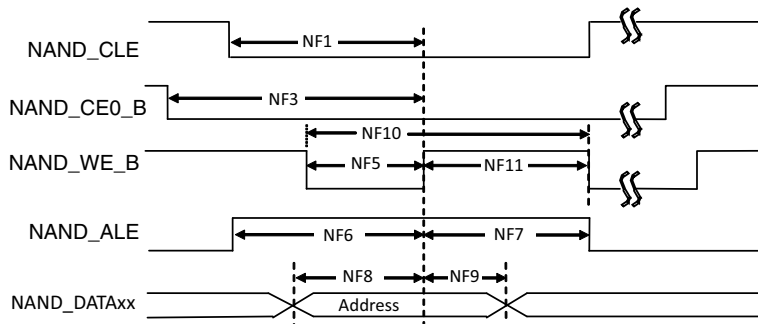 NF1
NAND_CLE
NF3
NAND_CE0_B
NF10
NAND_WE_B
NF5
NF11
NAND_ALE
NF6
NF7
NF8
NF9
NAND_DATAxx
Address